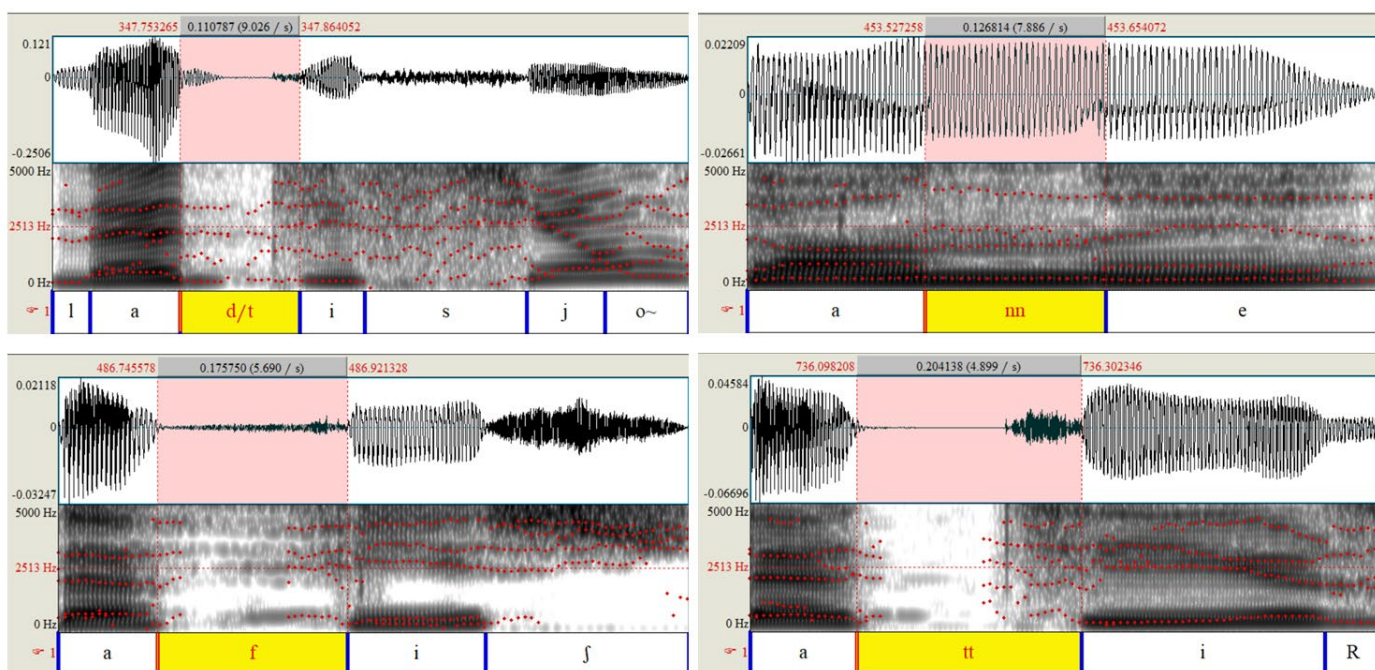 347.753265 0.110787 (9.026 / s) 347.864052
0.121
0
-0.2506
5000 Hz
2513 Hz
0 Hz
☞ 1 l a d/t i s j o~
453.527258 0.126814 (7.886 / s) 453.654072
0.02209
0
-0.02661
5000 Hz
2513 Hz
0 Hz
☞ 1 a nn e
486.745578 0.175750 (5.690 / s) 486.921328
0.02118
0
-0.03247
5000 Hz
2513 Hz
0 Hz
☞ 1 a f i ʃ
736.098208 0.204138 (4.899 / s) 736.302346
0.04584
0
-0.06696
5000 Hz
2513 Hz
0 Hz
☞ 1 a tt i R